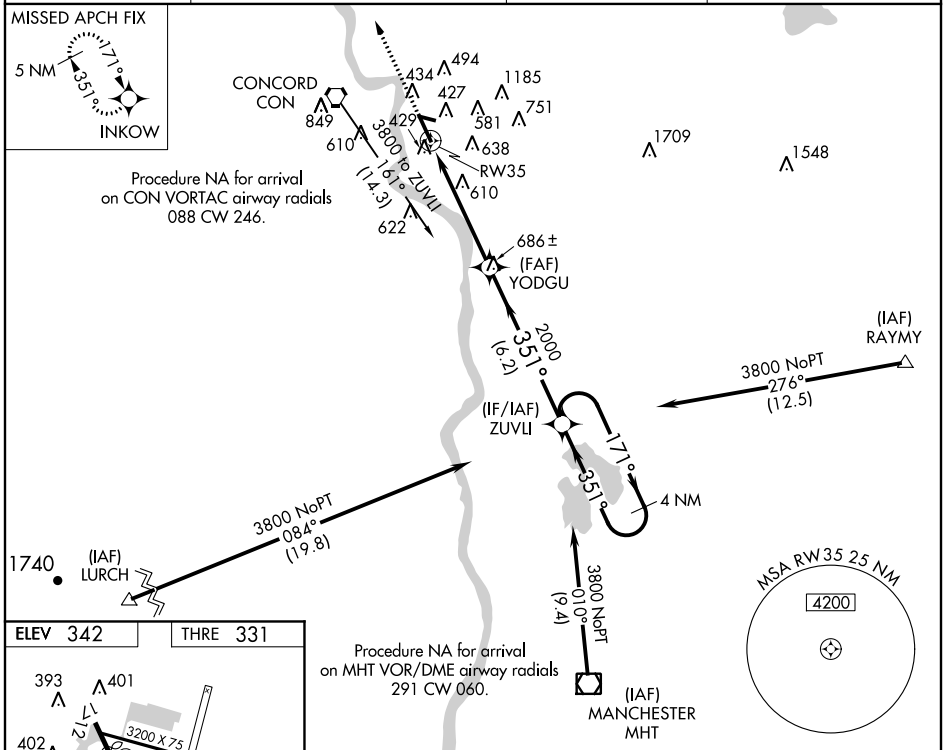 MISSED APCH FIX
5 NM
171°
351°
INKOW
CONCORD
CON
849
610
3800 to ZUVLI
161°
(14.3)
622
434
494
427
1185
429
581
751
638
RW35
610
1709
1548
Procedure NA for arrival
on CON VORTAC airway radials
088 CW 246.
686±
(FAF)
YODGU
2000
351°
(6.2)
(IAF)
RAYMY
3800 NoPT
276°
(12.5)
(IF/IAF)
ZUVLI
171°
351°
4 NM
3800 NoPT
084°
(19.8)
1740
(IAF)
LURCH
3800 NoPT
010°
(9.4)
MSA RW35 25 NM
4200
Procedure NA for arrival
on MHT VOR/DME airway radials
291 CW 060.
(IAF)
MANCHESTER
MHT
ELEV 342
THRE 331
393
401
17
3200 X 75
402